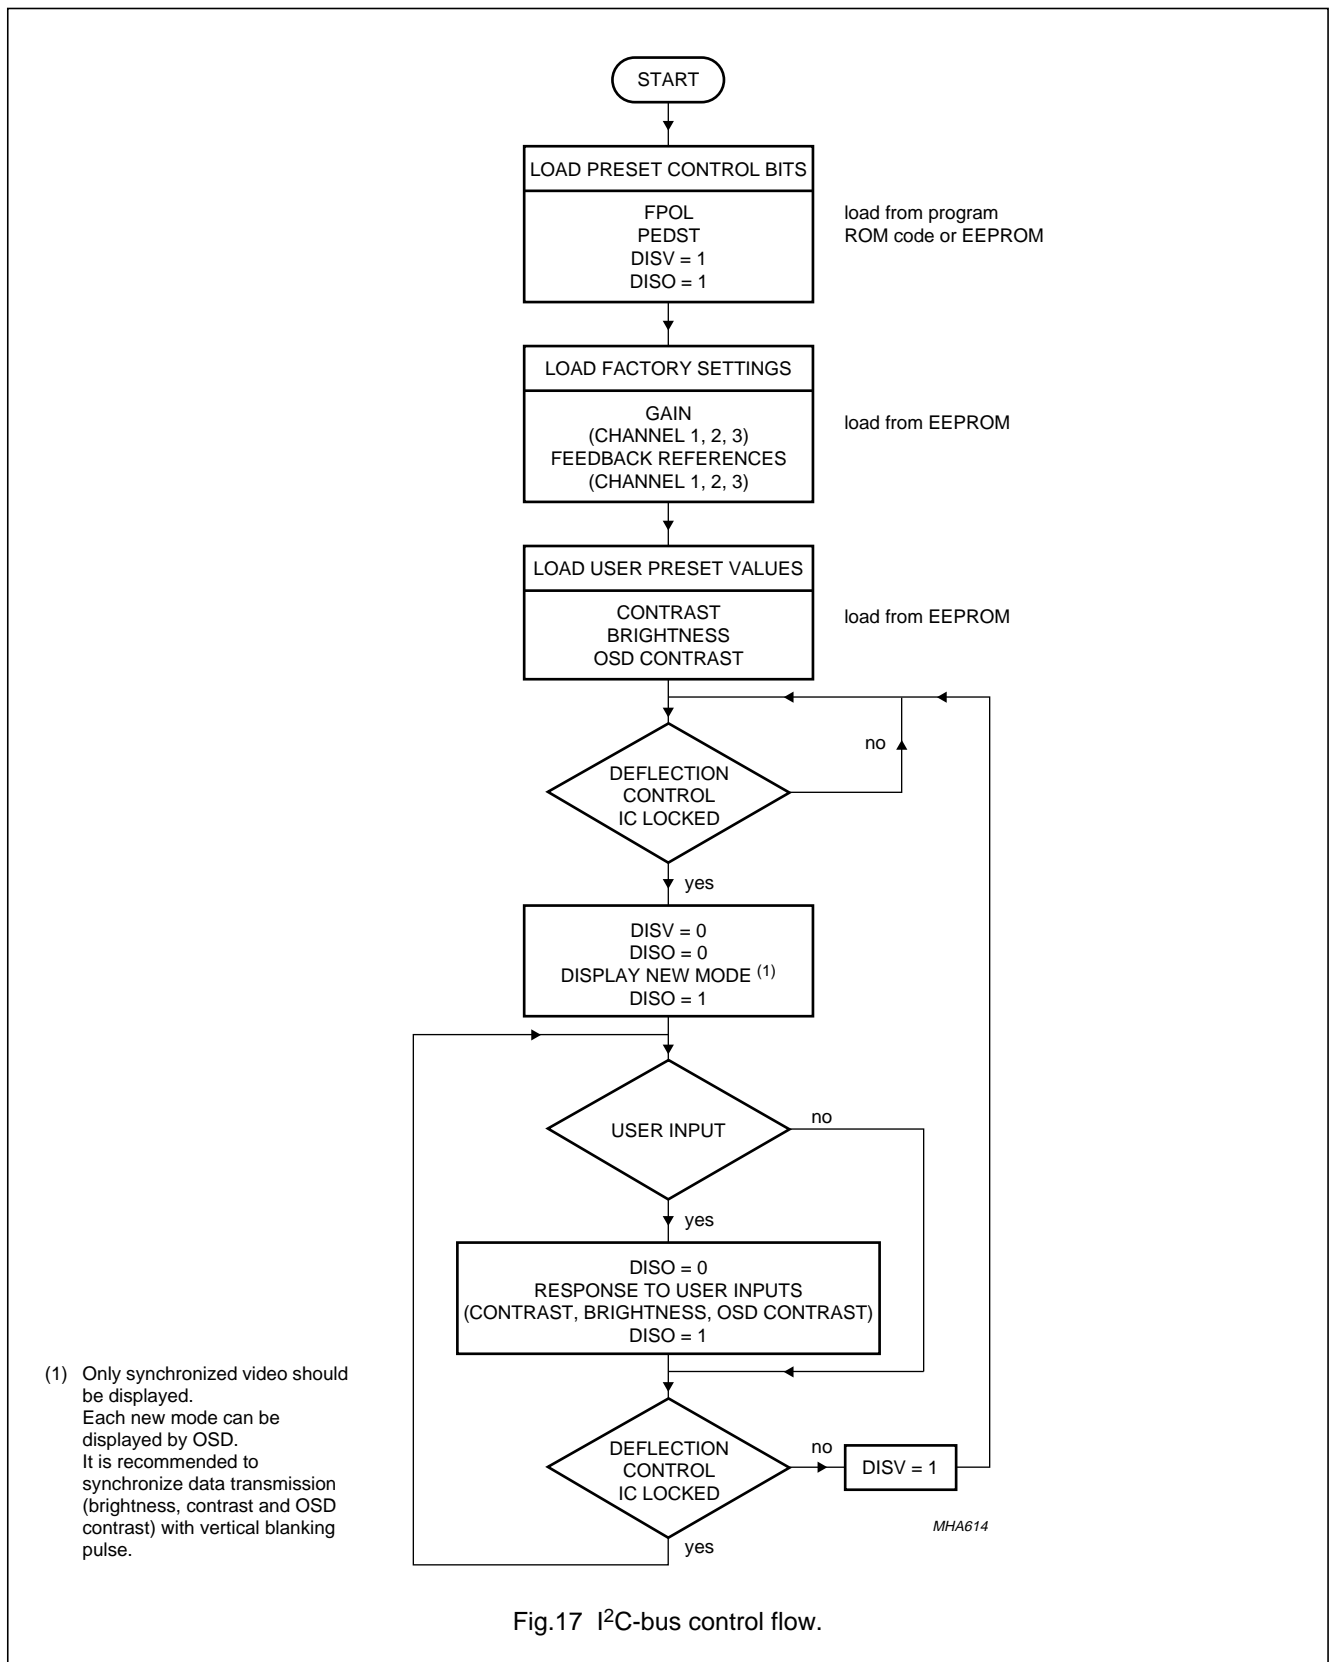 START
LOAD PRESET CONTROL BITS
FPOL
PEDST
DISV = 1
DISO = 1
load from program
ROM code or EEPROM
LOAD FACTORY SETTINGS
GAIN
(CHANNEL 1, 2, 3)
FEEDBACK REFERENCES
(CHANNEL 1, 2, 3)
load from EEPROM
LOAD USER PRESET VALUES
CONTRAST
BRIGHTNESS
OSD CONTRAST
load from EEPROM
no
DEFLECTION
CONTROL
IC LOCKED
yes
DISV = 0
DISO = 0
DISPLAY NEW MODE (1)
DISO = 1
USER INPUT
no
yes
DISO = 0
RESPONSE TO USER INPUTS
(CONTRAST, BRIGHTNESS, OSD CONTRAST)
DISO = 1
DEFLECTION
CONTROL
IC LOCKED
no
DISV = 1
yes
MHA614
(1) Only synchronized video should
be displayed.
Each new mode can be
displayed by OSD.
It is recommended to
synchronize data transmission
(brightness, contrast and OSD
contrast) with vertical blanking
pulse.
Fig.17 I²C-bus control flow.